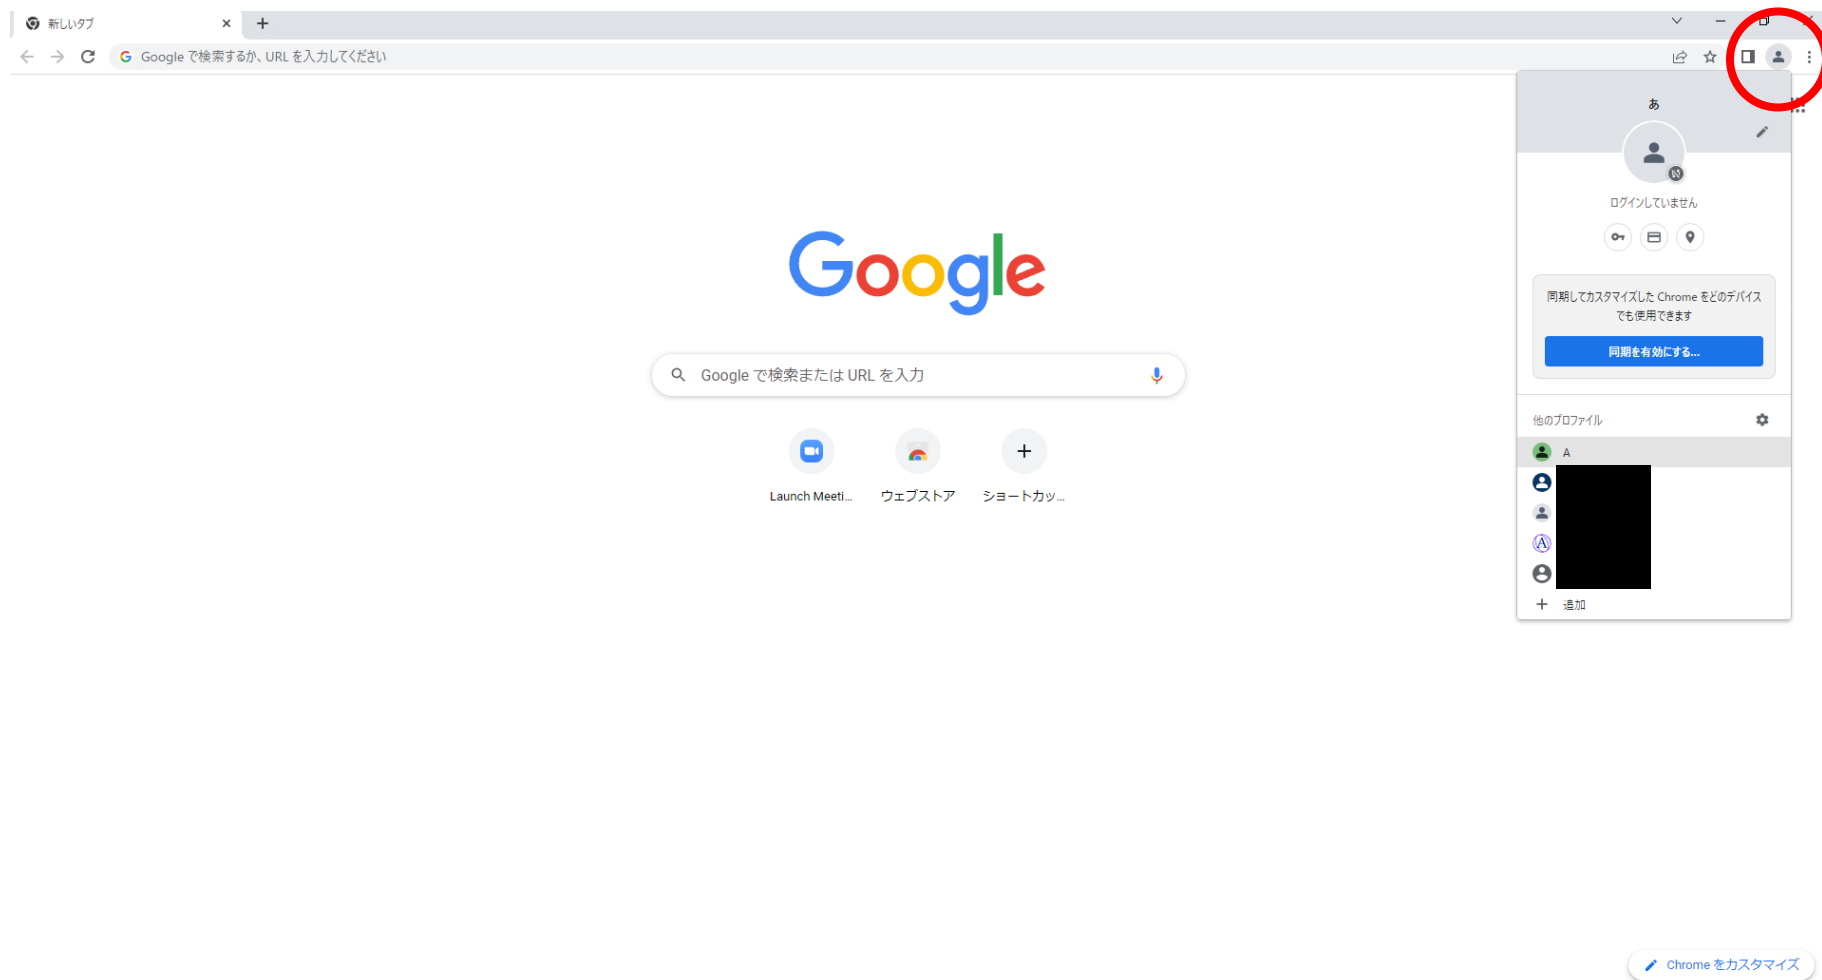 新しいタブ
Google で検索するか、URL を入力してください
あ
ログインしていません
同期してカスタマイズした Chrome をどのデバイス
でも使用できます
同期を有効にする...
Google
Google で検索または URL を入力
他のプロファイル
A
Launch Meeti...
ウェブストア
ショートカッ...
A
追加
Chrome をカスタマイズ